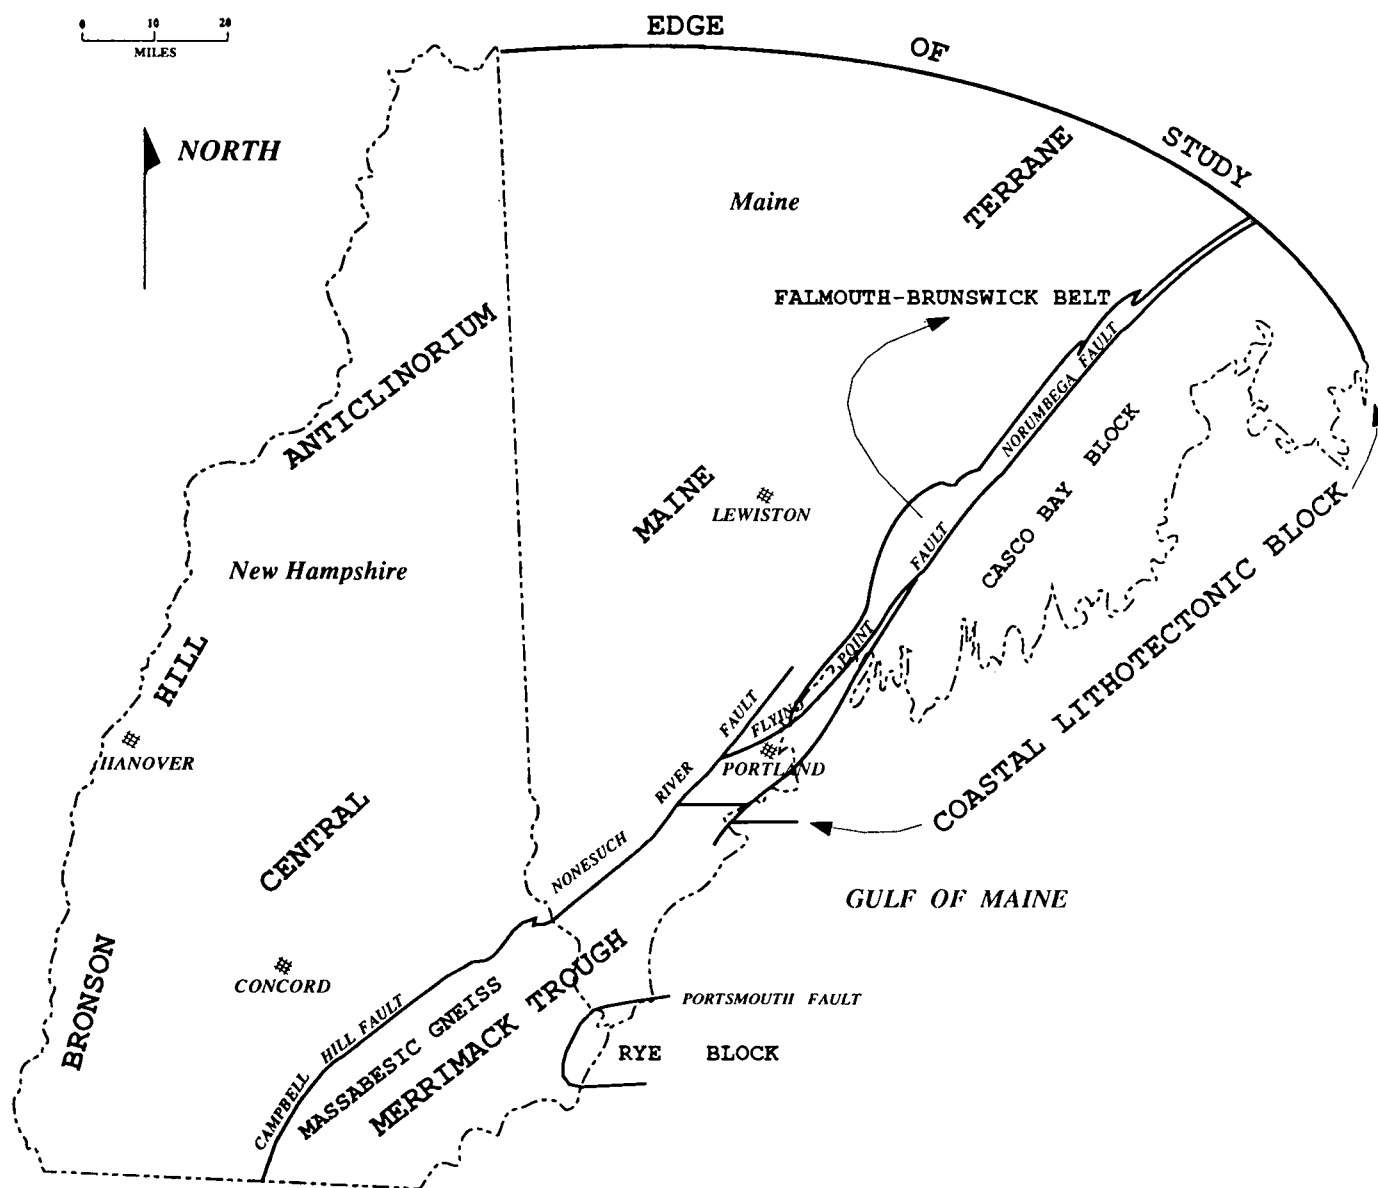 0 10 20
MILES
EDGE OF STUDY
NORTH
Maine
TERRANE
FALMOUTH-BRUNSWICK BELT
ANTICLINORIUM
NORUMBEGA FAULT
CASCO BAY BLOCK
MAINE
LEWISTON
New Hampshire
FAULT
HILL
POINT
?
FLYING
FAULT
HANOVER
PORTLAND
RIVER
COASTAL LITHOTECTONIC BLOCK
CENTRAL
NONESUCH
GULF OF MAINE
BRONSON
CONCORD
MERRIMACK TROUGH
MASSABESIC GNEISS
PORTSMOUTH FAULT
CAMPBELL HILL FAULT
RYE BLOCK